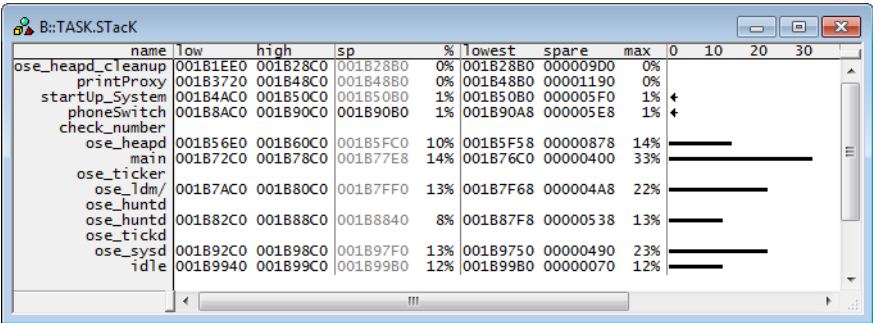 B::TASK.STacK
name low high sp % lowest spare max 0 10 20 30
ose_heapd_cleanup 001B1EE0 001B28C0 001B28B0 0% 001B28B0 000009D0 0%
printProxy 001B3720 001B48C0 001B48B0 0% 001B48B0 00001190 0%
startUp_System 001B4AC0 001B50C0 001B50B0 1% 001B50B0 000005F0 1%
phoneSwitch 001B8AC0 001B90C0 001B90B0 1% 001B90A8 000005E8 1%
check_number
ose_heapd 001B56E0 001B60C0 001B5FC0 10% 001B5F58 00000878 14%
main 001B72C0 001B78C0 001B77E8 14% 001B76C0 00000400 33%
ose_ticker
ose_ldm/ 001B7AC0 001B80C0 001B7FF0 13% 001B7F68 000004A8 22%
ose_huntd
ose_huntd 001B82C0 001B88C0 001B8840 8% 001B87F8 00000538 13%
ose_tickd
ose_sysd 001B92C0 001B98C0 001B97F0 13% 001B9750 00000490 23%
idle 001B9940 001B99C0 001B99B0 12% 001B99B0 00000070 12%